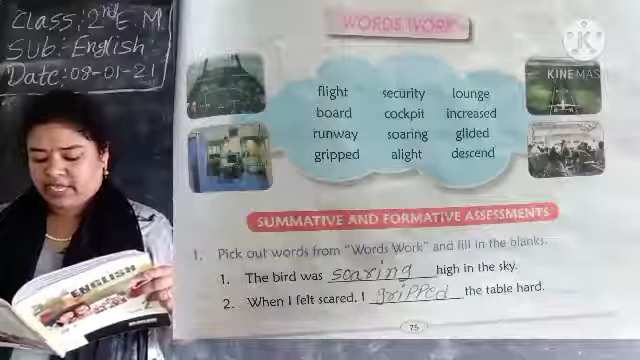 Class: 2nd E.M
Sub: English
Date: 08-01-21
WORDS WORK
KINEMAS
flight security lounge
board cockpit increased
runway soaring glided
gripped alight descend
SUMMATIVE AND FORMATIVE ASSESSMENTS
1. Pick out words from "Words Work" and fill in the blanks.
1. The bird was soaring high in the sky.
2. When I felt scared, I gripped the table hard.
75
ENGLISH